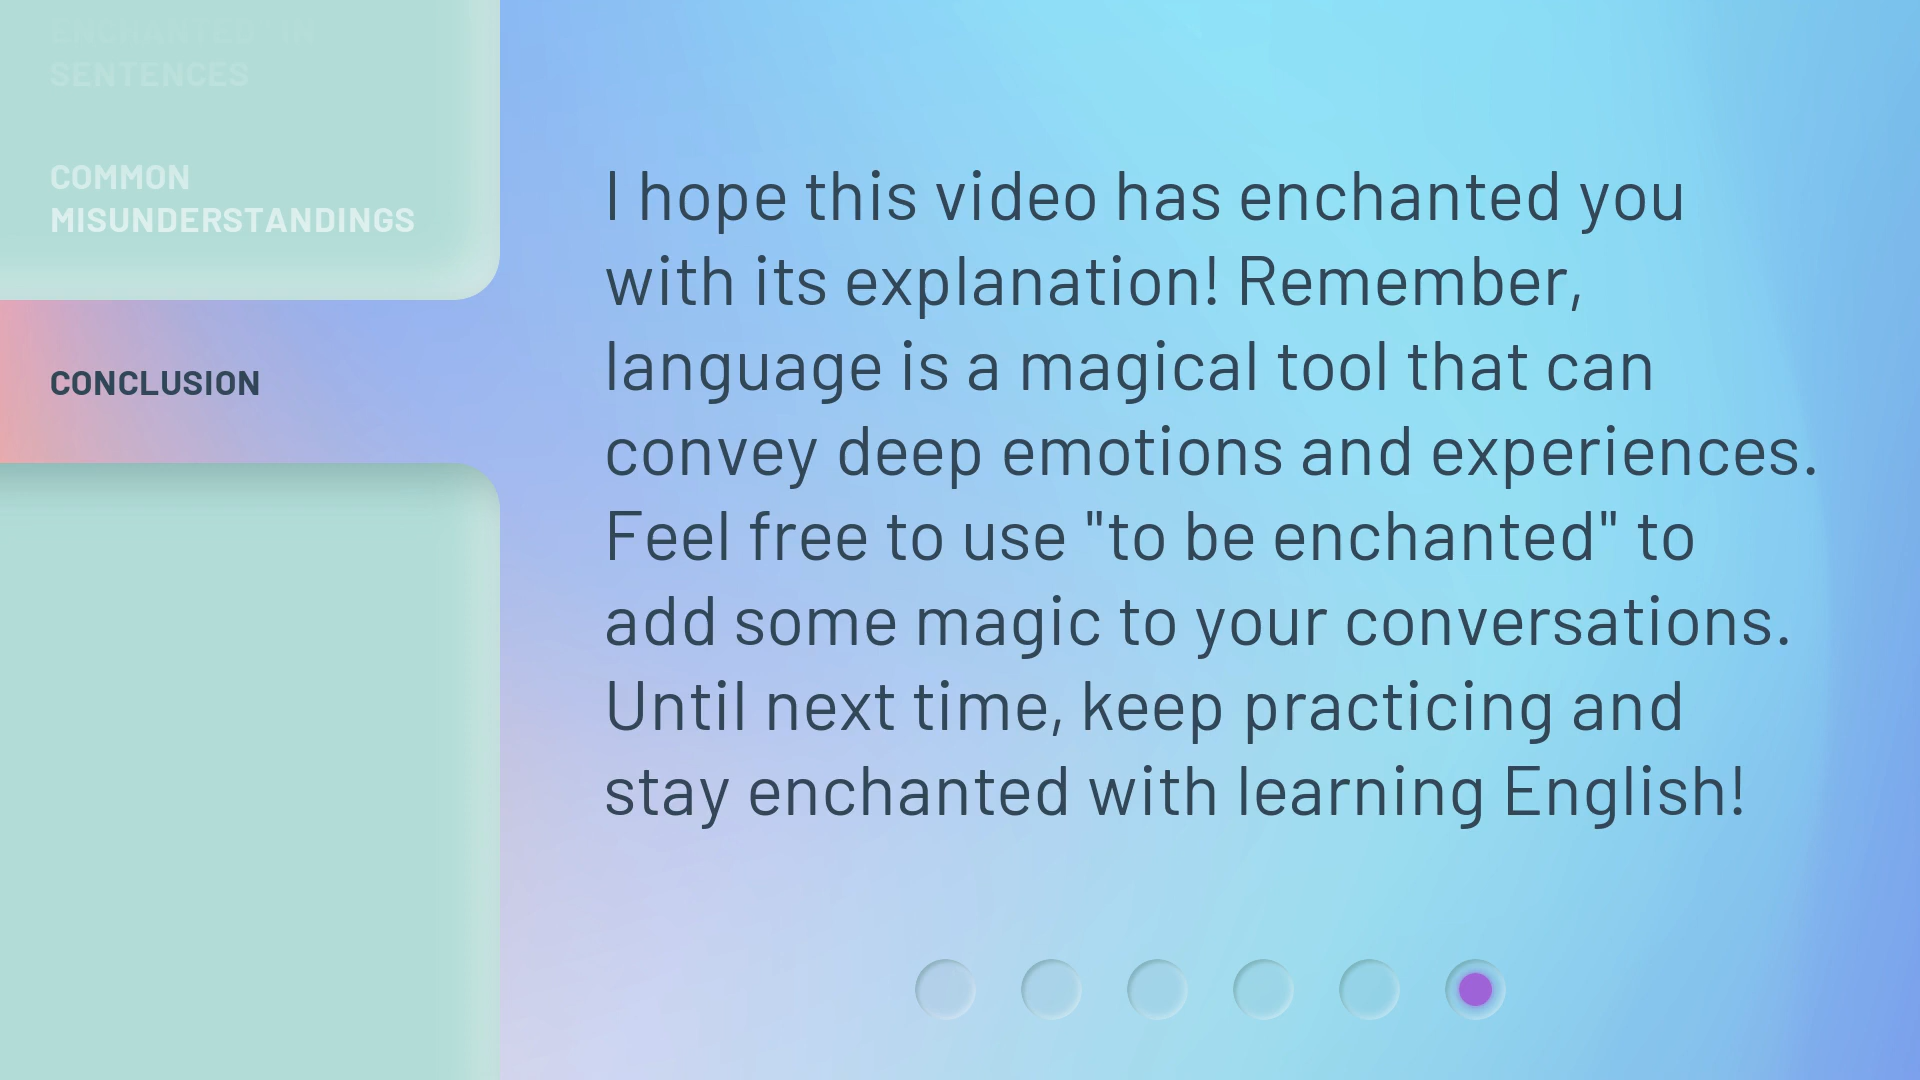 ENCHANTED IN
SENTENCES
COMMON
MISUNDERSTANDINGS
CONCLUSION
I hope this video has enchanted you
with its explanation! Remember,
language is a magical tool that can
convey deep emotions and experiences.
Feel free to use "to be enchanted" to
add some magic to your conversations.
Until next time, keep practicing and
stay enchanted with learning English!